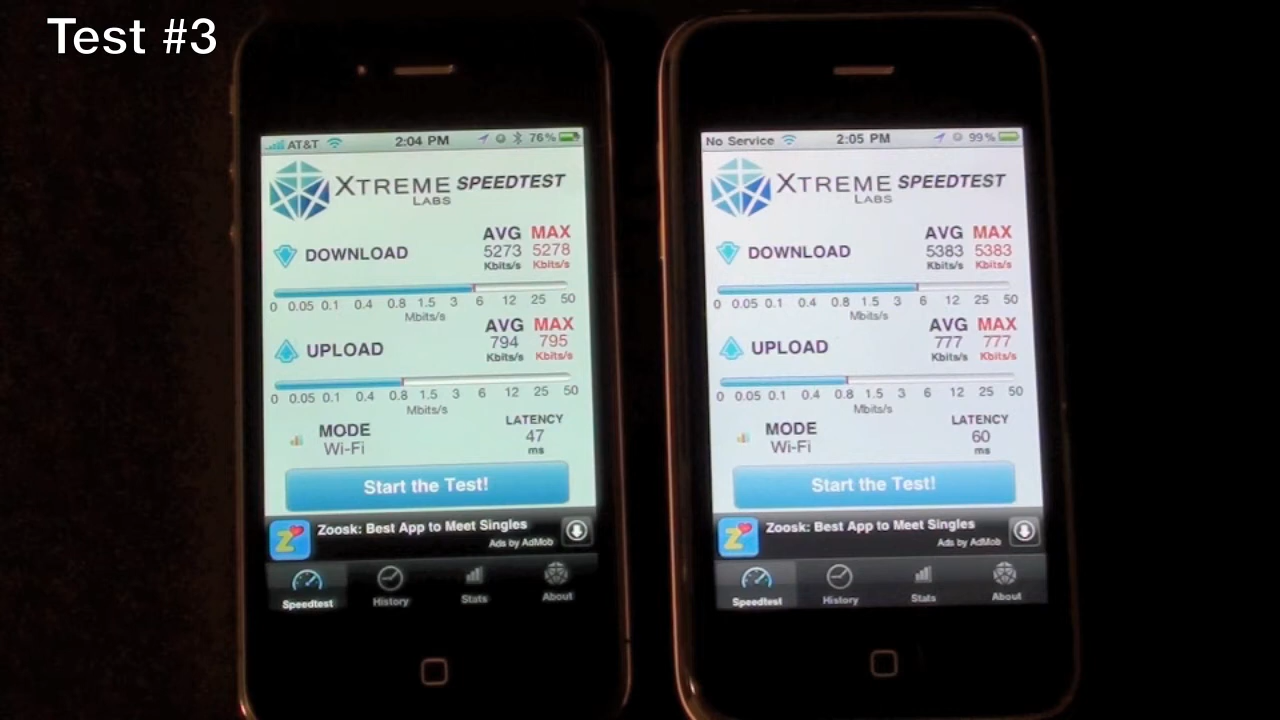 Test #3
AT&T 2:04 PM 76%
XTREME SPEEDTEST
LABS
AVG MAX
DOWNLOAD 5273 5278
Kbits/s Kbits/s
0 0.05 0.1 0.4 0.8 1.5 3 6 12 25 50
Mbits/s
AVG MAX
UPLOAD 794 795
Kbits/s Kbits/s
0 0.05 0.1 0.4 0.8 1.5 3 6 12 25 50
Mbits/s
MODE LATENCY
Wi-Fi 47
ms
Start the Test!
Zoosk: Best App to Meet Singles
Ads by AdMob
Speedtest History Stats About
No Service 2:05 PM 99%
XTREME SPEEDTEST
LABS
AVG MAX
DOWNLOAD 5383 5383
Kbits/s Kbits/s
0 0.05 0.1 0.4 0.8 1.5 3 6 12 25 50
Mbits/s
AVG MAX
UPLOAD 777 777
Kbits/s Kbits/s
0 0.05 0.1 0.4 0.8 1.5 3 6 12 25 50
Mbits/s
MODE LATENCY
Wi-Fi 60
ms
Start the Test!
Zoosk: Best App to Meet Singles
Ads by AdMob
Speedtest History Stats About